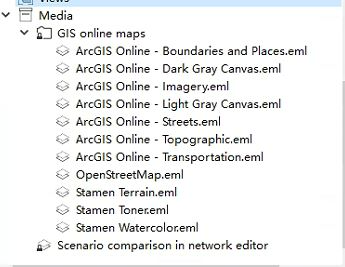 Views
Media
GIS online maps
ArcGIS Online - Boundaries and Places.eml
ArcGIS Online - Dark Gray Canvas.eml
ArcGIS Online - Imagery.eml
ArcGIS Online - Light Gray Canvas.eml
ArcGIS Online - Streets.eml
ArcGIS Online - Topographic.eml
ArcGIS Online - Transportation.eml
OpenStreetMap.eml
Stamen Terrain.eml
Stamen Toner.eml
Stamen Watercolor.eml
Scenario comparison in network editor